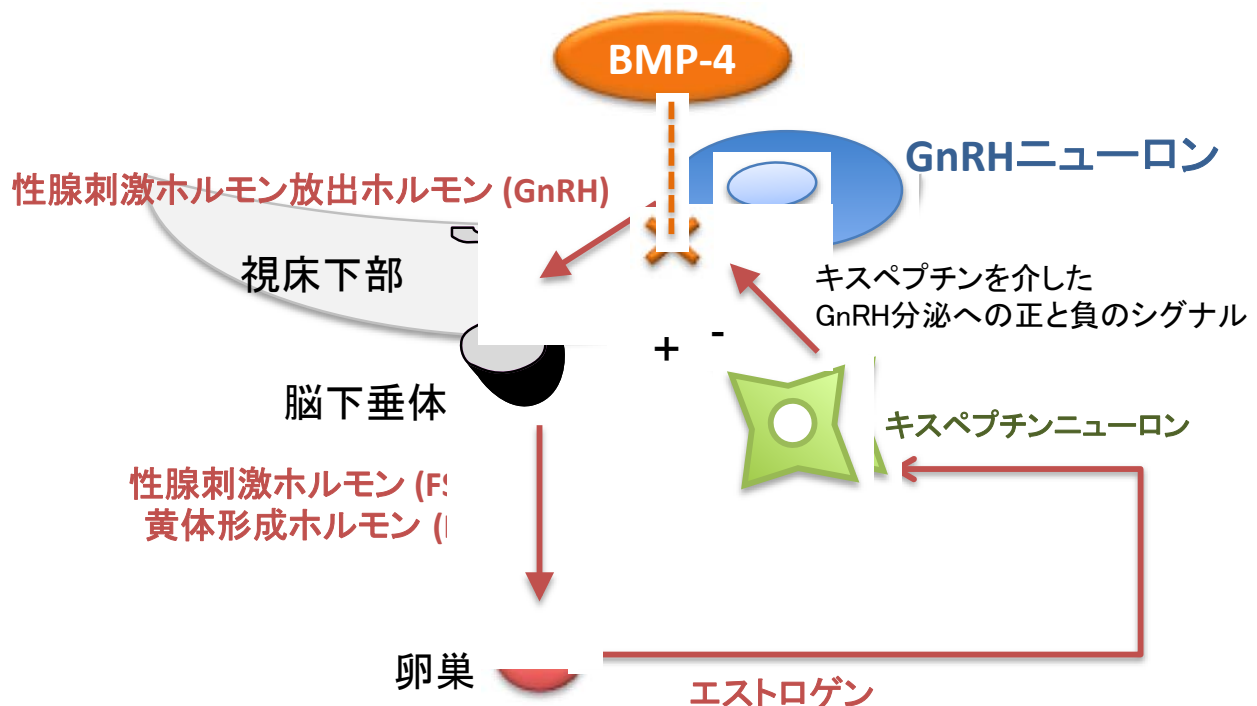 BMP-4
GnRHニューロン
性腺刺激ホルモン放出ホルモン (GnRH)
視床下部
キスペプチンを介した
GnRH分泌への正と負のシグナル
+ -
脳下垂体
キスペプチンニューロン
性腺刺激ホルモン
黄体形成ホルモン
卵巣
エストロゲン